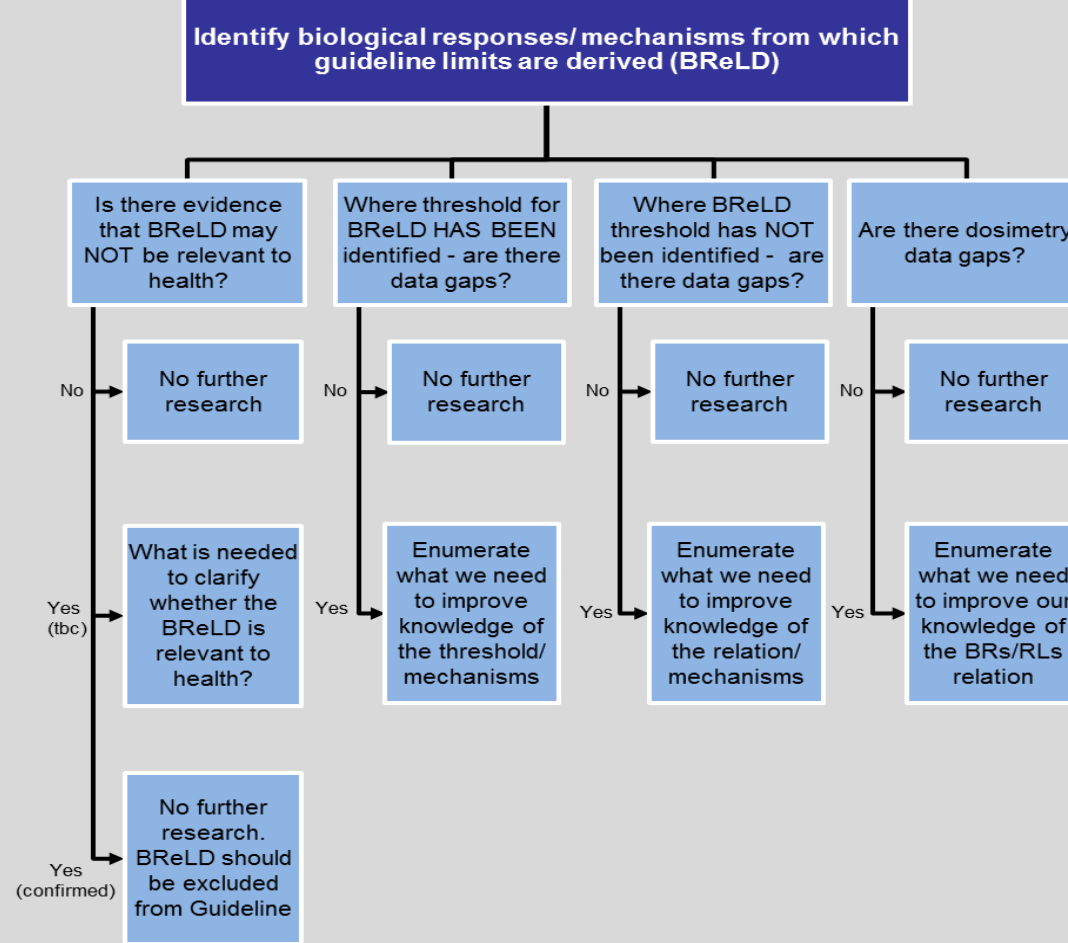 Identify biological responses/ mechanisms from which
guideline limits are derived (BReLD)
Is there evidence
that BReLD may
NOT be relevant to
health?
Where threshold for
BReLD HAS BEEN
identified - are there
data gaps?
Where BReLD
threshold has NOT
been identified - are
there data gaps?
Are there dosimetry
data gaps?
No
No further
research
No
No further
research
No
No further
research
No
No further
research
Yes
(tbc)
What is needed
to clarify
whether the
BReLD is
relevant to
health?
Yes
Enumerate
what we need
to improve
knowledge of
the threshold/
mechanisms
Yes
Enumerate
what we need
to improve
knowledge of
the relation/
mechanisms
Yes
Enumerate
what we need
to improve our
knowledge of
the BRs/RLs
relation
Yes
(confirmed)
No further
research.
BReLD should
be excluded
from Guideline